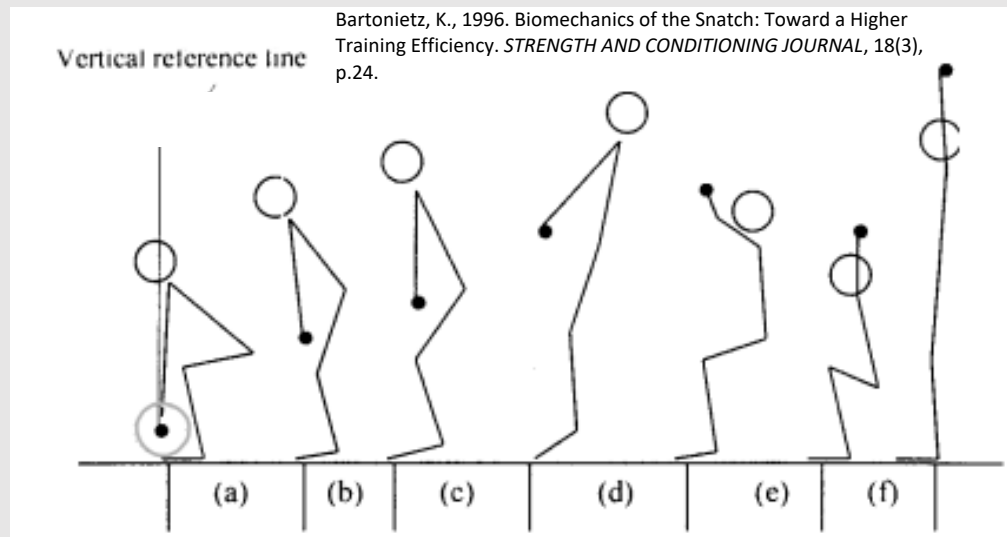 Bartonietz, K., 1996. Biomechanics of the Snatch: Toward a Higher
Training Efficiency. STRENGTH AND CONDITIONING JOURNAL, 18(3),
p.24.
Vertical reference line
(a) (b) (c) (d) (e) (f)